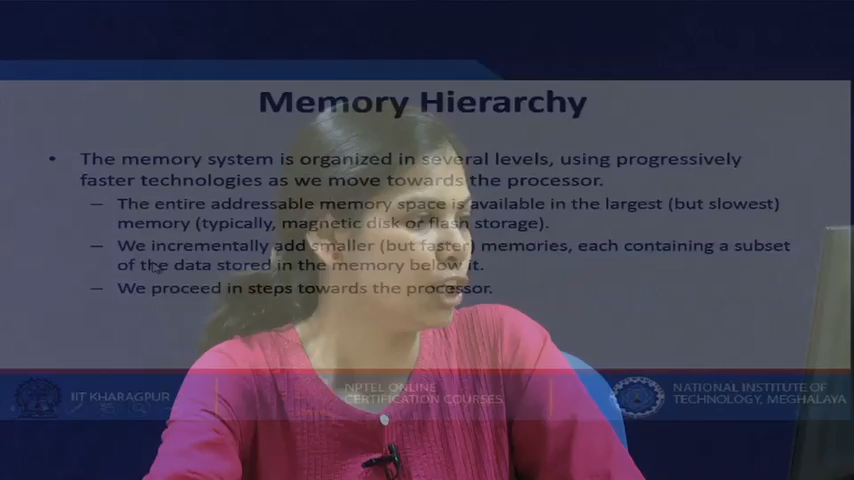 Memory Hierarchy
• The memory system is organized in several levels, using progressively
faster technologies as we move towards the processor.
– The entire addressable memory space is available in the largest (but slowest)
memory (typically, magnetic disk or flash storage).
– We incrementally add smaller (but faster) memories, each containing a subset
of the data stored in the memory below it.
– We proceed in steps towards the processor.
IIT KHARAGPUR
NPTEL ONLINE
CERTIFICATION COURSES
NATIONAL INSTITUTE OF
TECHNOLOGY, MEGHALAYA